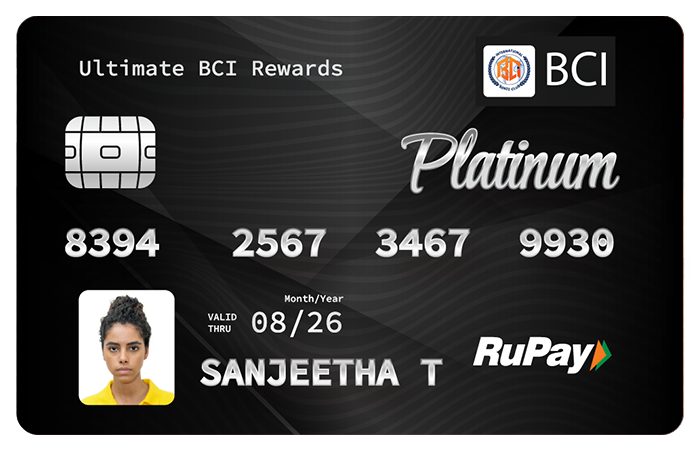 Ultimate BCI Rewards
BCI
Platinum
8394 2567 3467 9930
Month/Year
VALID THRU 08/26
SANJEETHA T
RuPay